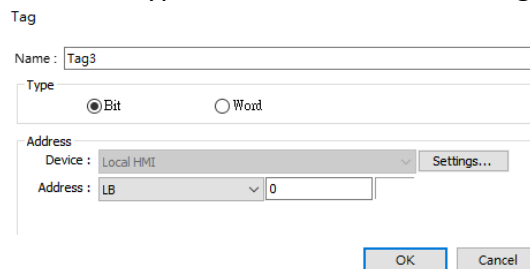 Tag
Name : Tag3
Type
Bit Word
Address
Device : Local HMI Settings...
Address : LB 0
OK Cancel